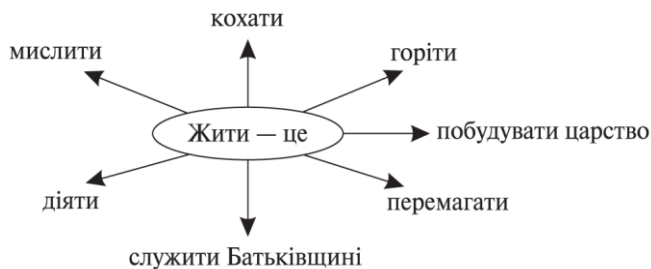 кохати
мислити
горіти
Жити — це
побудувати царство
діяти
перемагати
служити Батьківщині